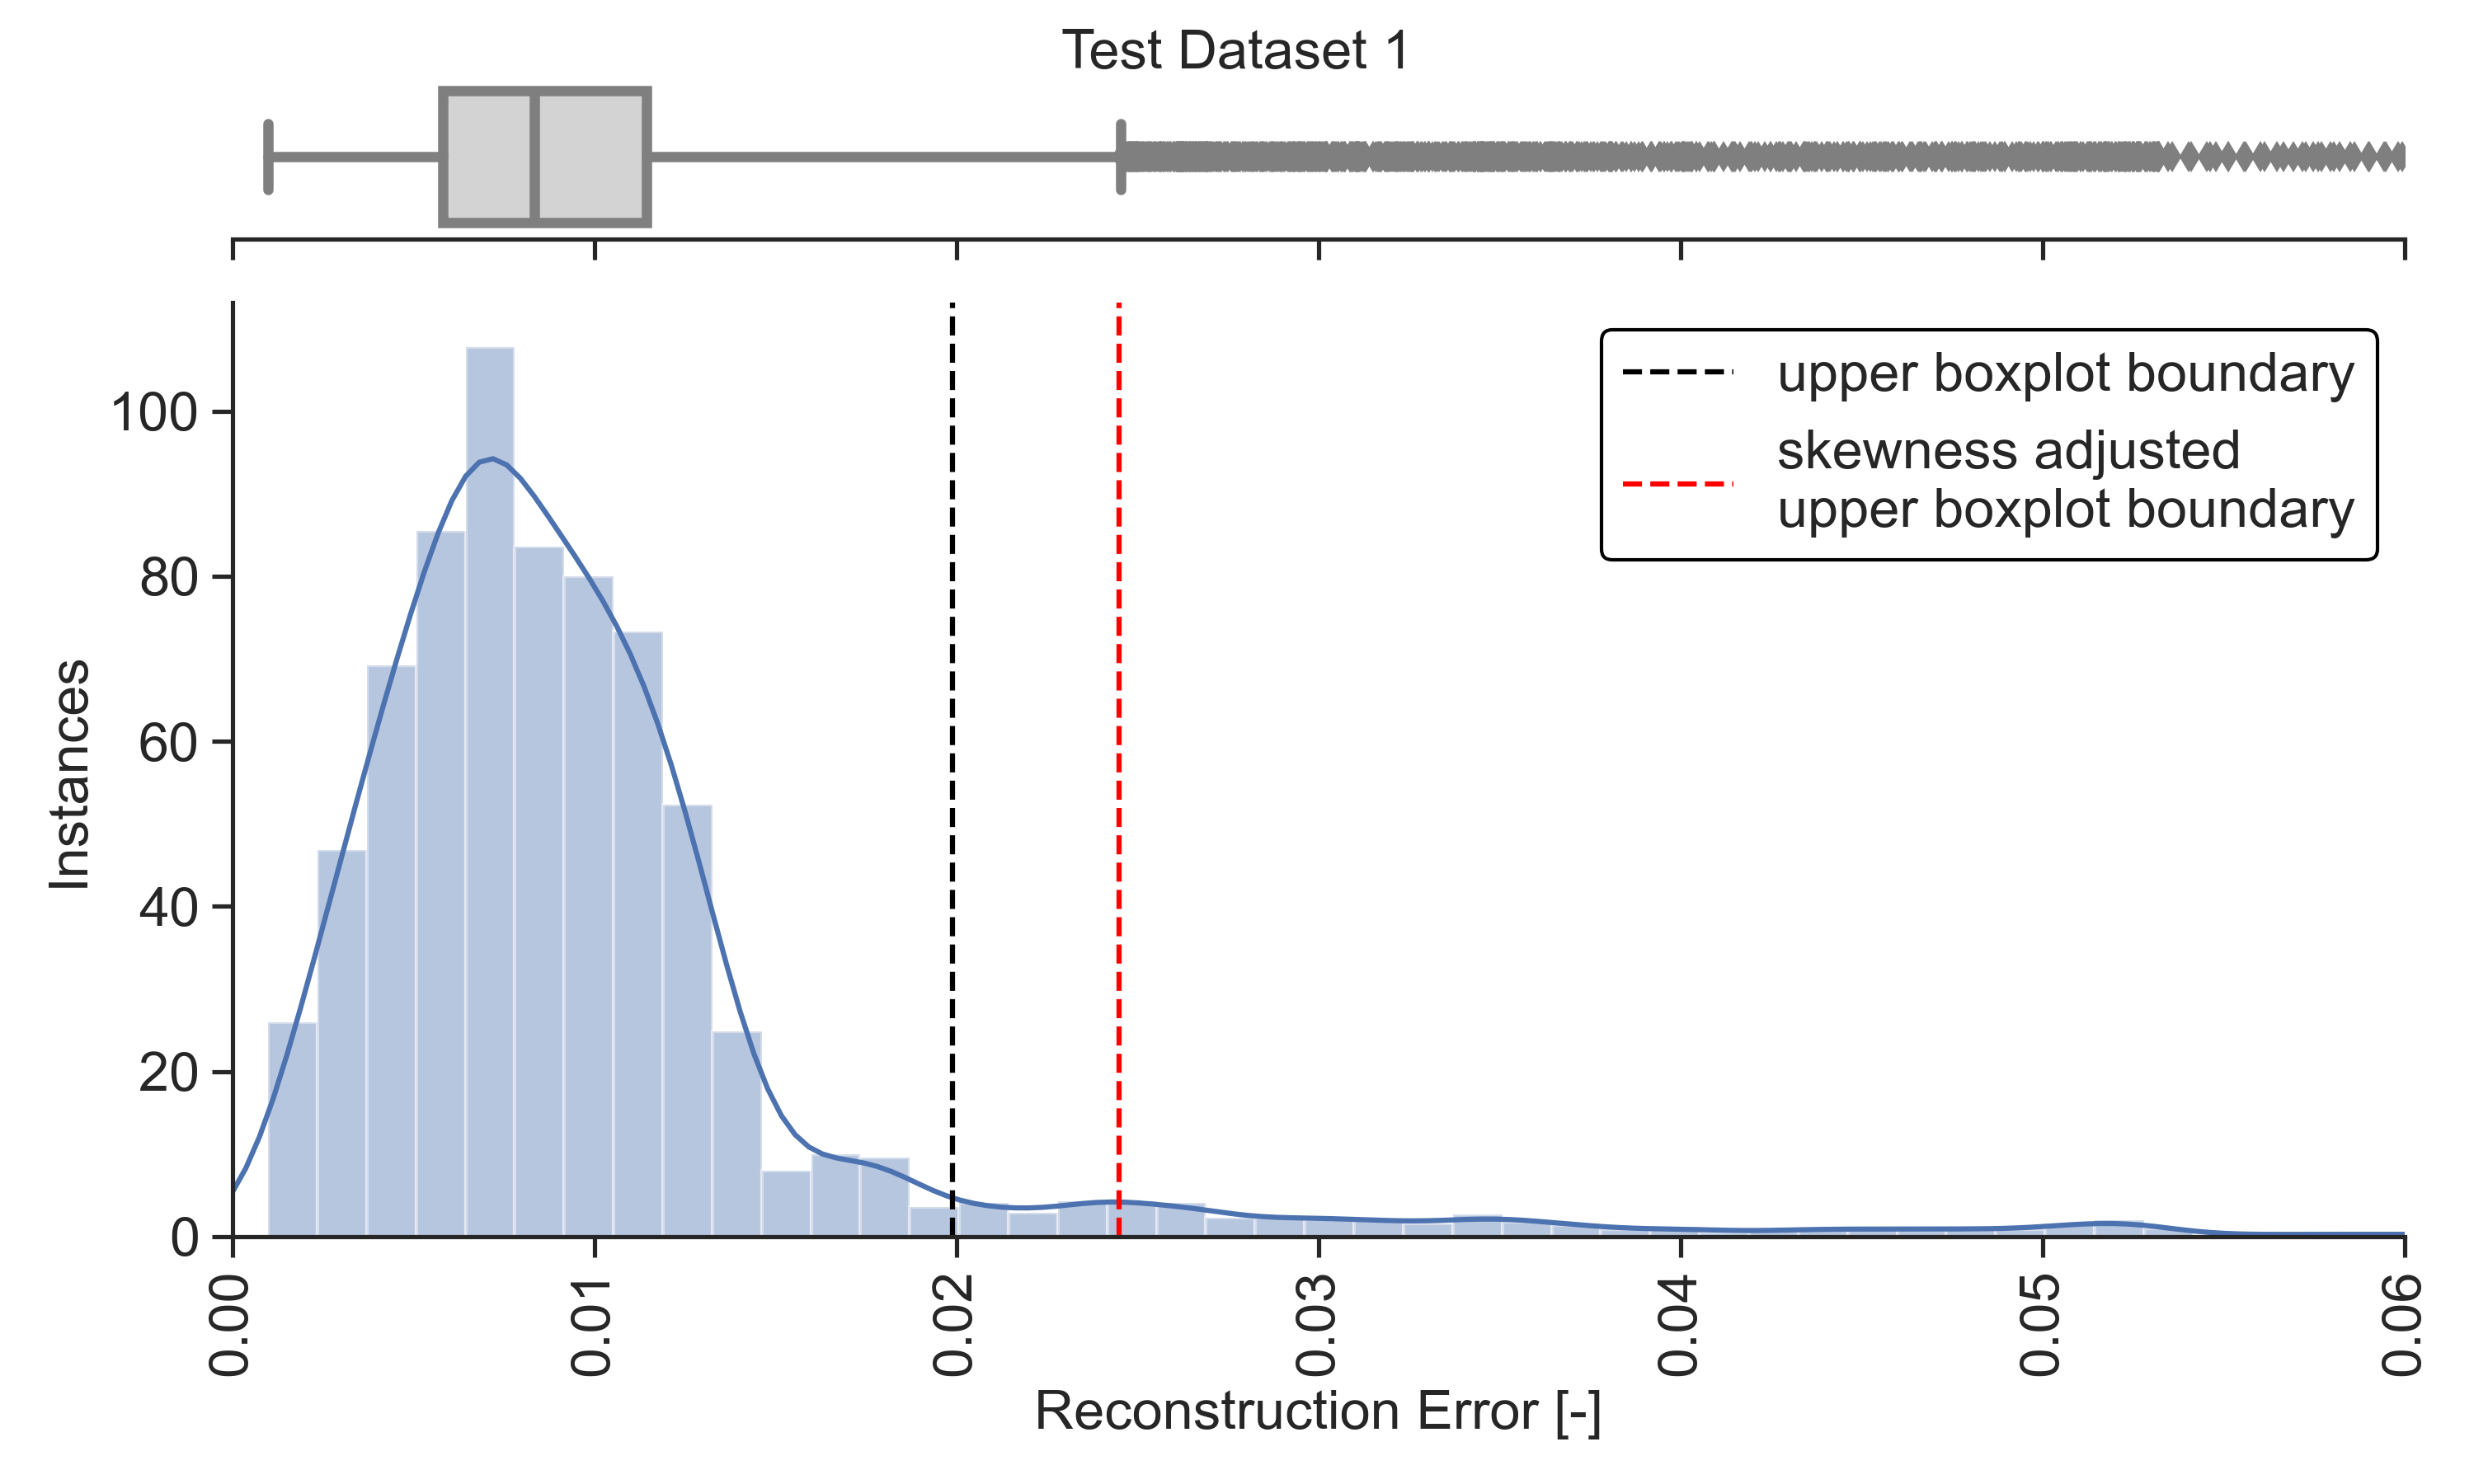 Test Dataset 1
upper boxplot boundary
skewness adjusted
upper boxplot boundary
Instances
100
80
60
40
20
0
0.00
0.01
0.02
0.03
0.04
0.05
0.06
Reconstruction Error [-]